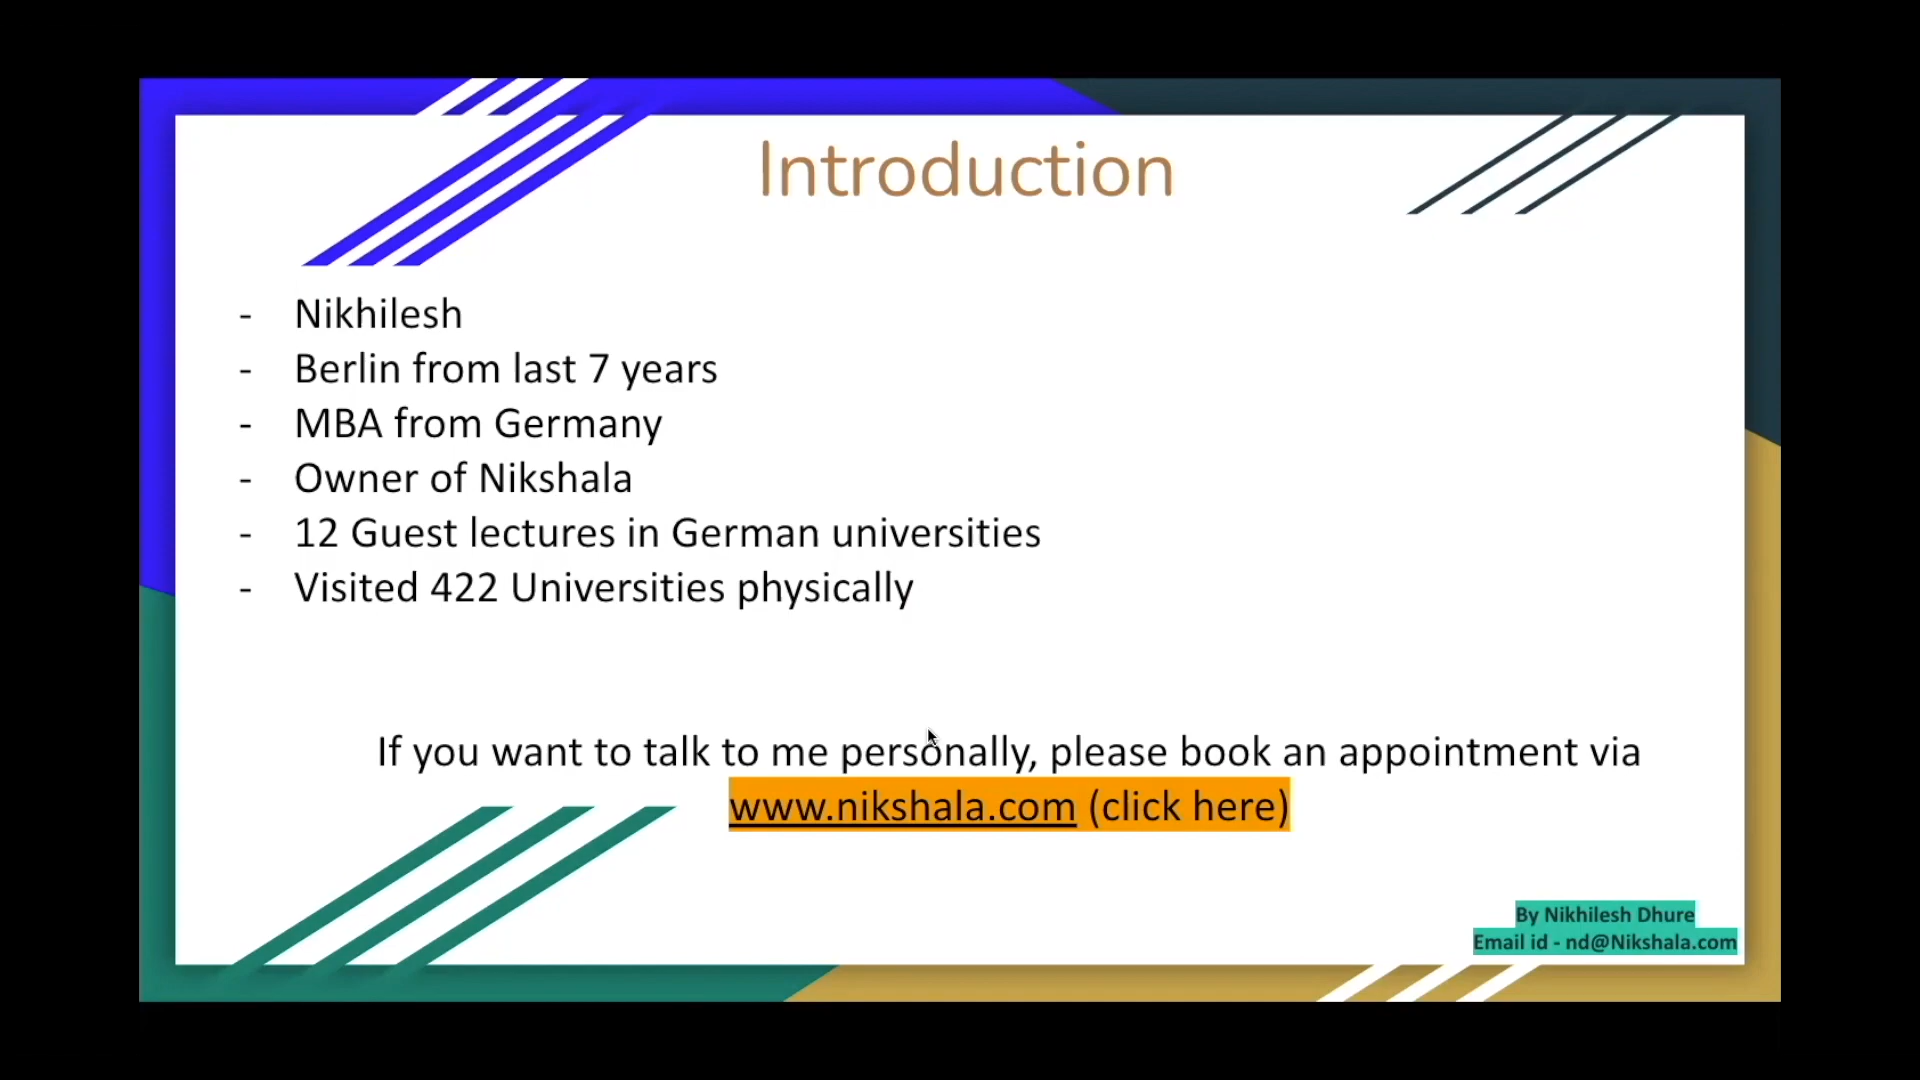 Introduction
- Nikhilesh
- Berlin from last 7 years
- MBA from Germany
- Owner of Nikshala
- 12 Guest lectures in German universities
- Visited 422 Universities physically
If you want to talk to me personally, please book an appointment via
www.nikshala.com (click here)
By Nikhilesh Dhure
Email id - nd@Nikshala.com